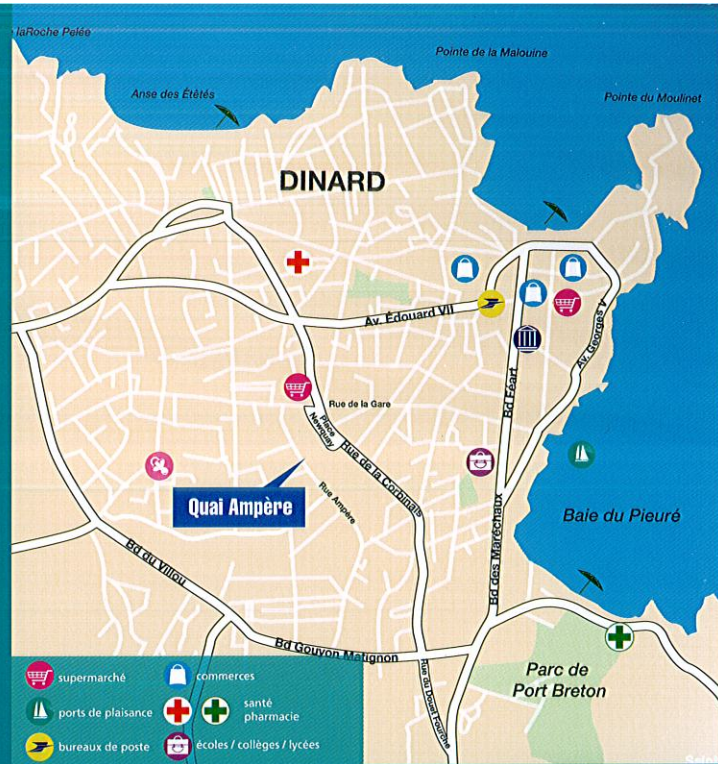 laRoche Pelée
Pointe de la Malouine
Anse des Étêtés
Pointe du Moulinet
DINARD
Av. Édouard VII
Av. Georges V
Bd Féart
Rue de la Gare
Place
Newquay
Rue de la Corbinais
Rue Ampère
Quai Ampère
Baie du Pieuré
Bd des Maréchaux
Bd du Villou
Bd Gouyon Matignon
Rue du Douet Fourche
Parc de
Port Breton
supermarché
commerces
ports de plaisance
santé
pharmacie
bureaux de poste
écoles / collèges / lycées